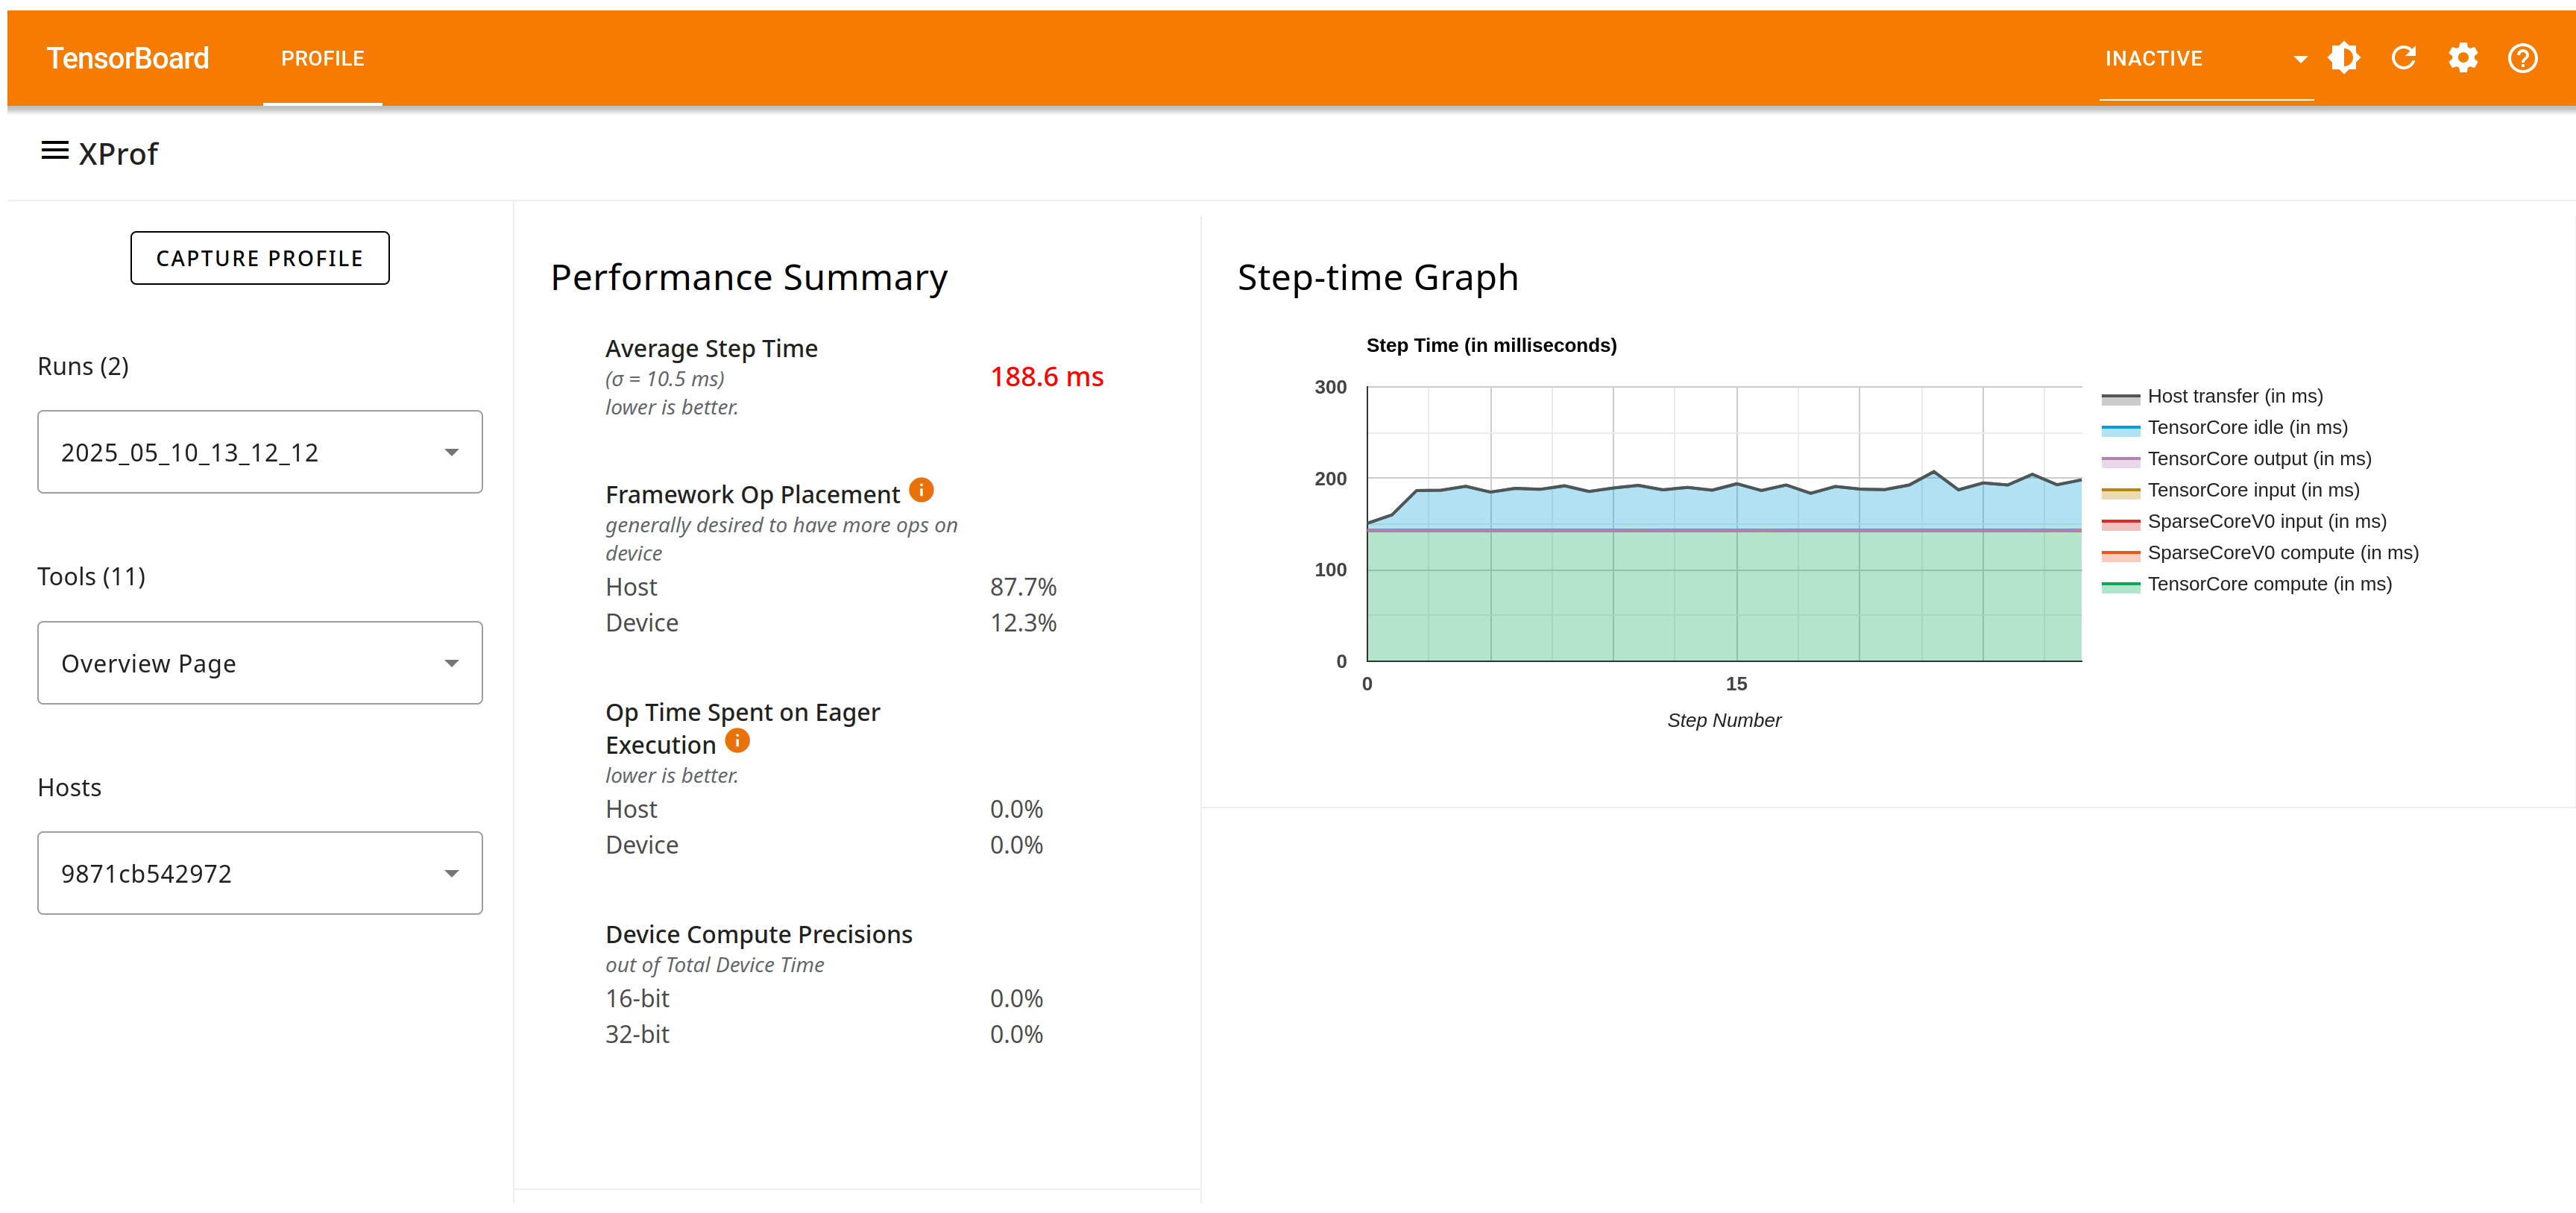 TensorBoard
PROFILE
INACTIVE
XProf
CAPTURE PROFILE
Runs (2)
2025_05_10_13_12_12
Tools (11)
Overview Page
Hosts
9871cb542972
Performance Summary
Average Step Time
(σ = 10.5 ms)
lower is better.
188.6 ms
Framework Op Placement
generally desired to have more ops on
device
Host 87.7%
Device 12.3%
Op Time Spent on Eager
Execution
lower is better.
Host 0.0%
Device 0.0%
Device Compute Precisions
out of Total Device Time
16-bit 0.0%
32-bit 0.0%
Step-time Graph
Step Time (in milliseconds)
300
200
100
0
0 15
Step Number
Host transfer (in ms)
TensorCore idle (in ms)
TensorCore output (in ms)
TensorCore input (in ms)
SparseCoreV0 input (in ms)
SparseCoreV0 compute (in ms)
TensorCore compute (in ms)